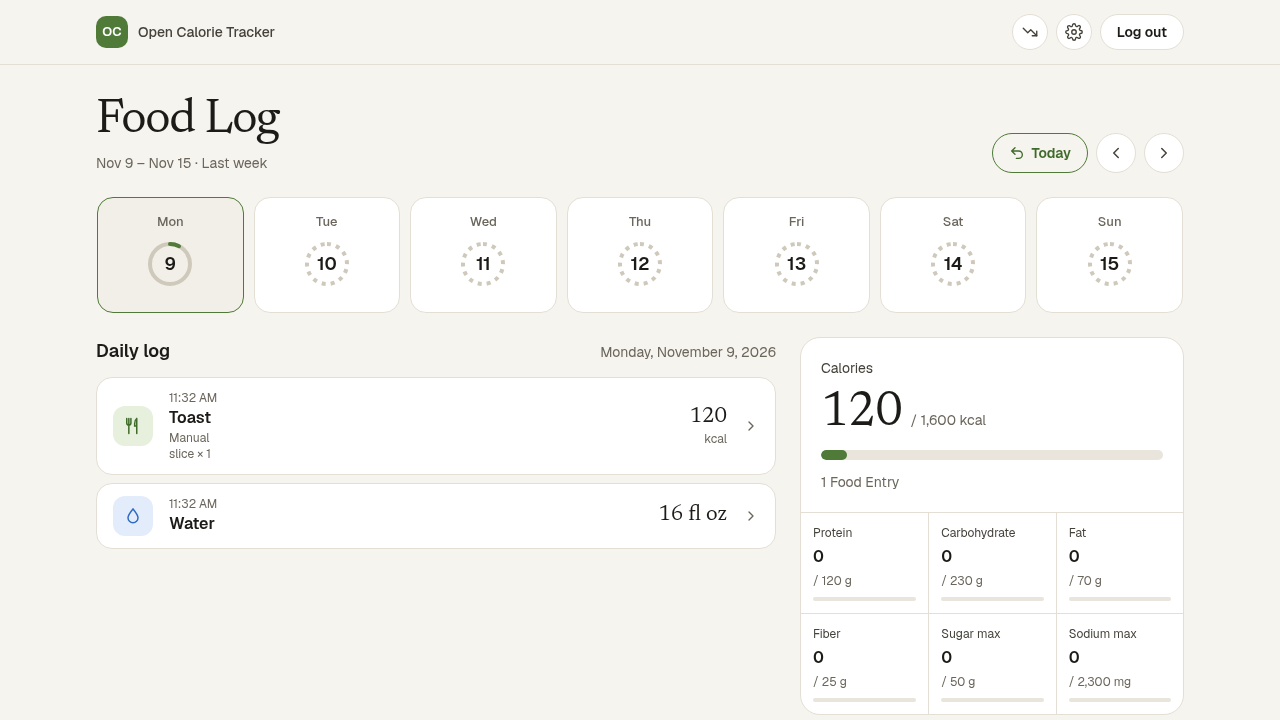 OC Open Calorie Tracker
Log out
Food Log
Nov 9 – Nov 15 · Last week
Today
Mon Tue Wed Thu Fri Sat Sun
9 10 11 12 13 14 15
Daily log
Monday, November 9, 2026
11:32 AM
Toast
Manual
slice × 1
120
kcal
11:32 AM
Water
16 fl oz
Calories
120 / 1,600 kcal
1 Food Entry
Protein
0
/ 120 g
Carbohydrate
0
/ 230 g
Fat
0
/ 70 g
Fiber
0
/ 25 g
Sugar max
0
/ 50 g
Sodium max
0
/ 2,300 mg